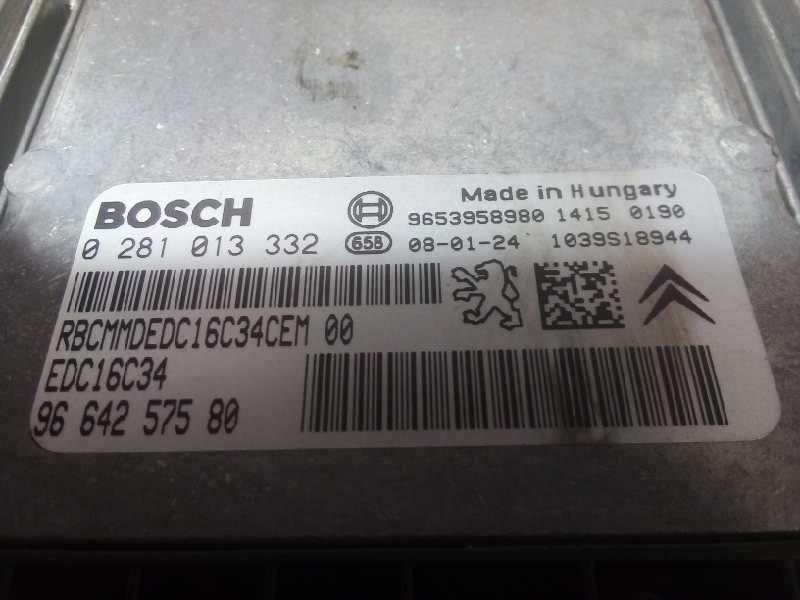 BOSCH
Made in Hungary
9653958980 1415 0190
0 281 013 332
658
08-01-24 1039S18944
RBCMMDEDC16C34CEM 00
EDC16C34
96 642 575 80